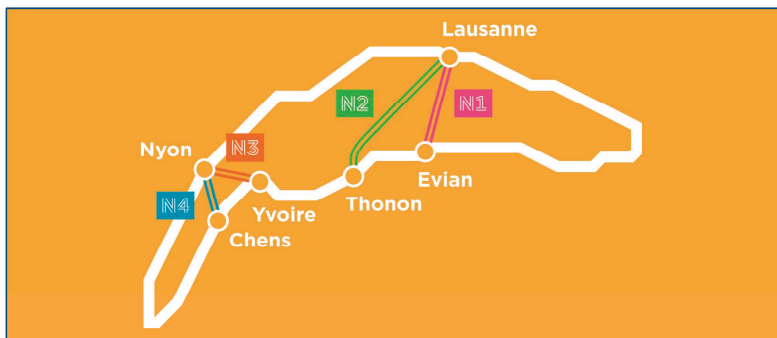 Lausanne
N2
N1
Nyon
N3
Evian
N4
Yvoire
Thonon
Chens